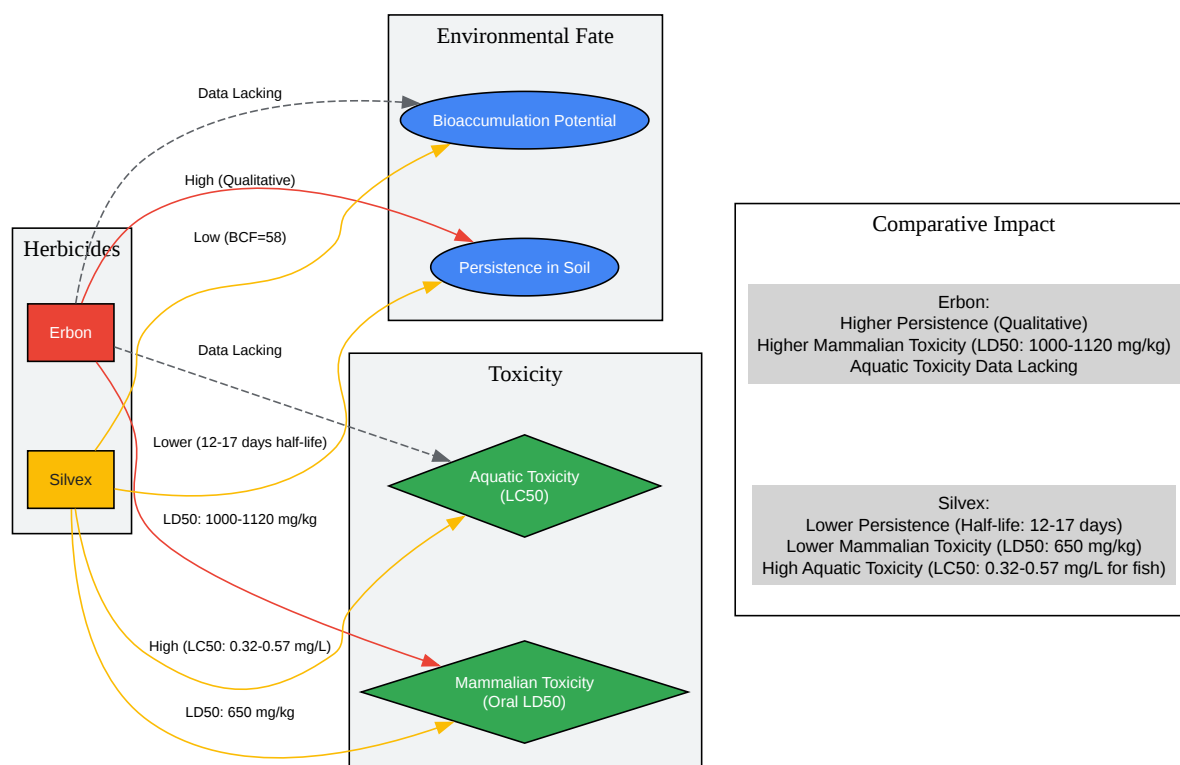 Environmental Fate
Data Lacking
Bioaccumulation Potential
High (Qualitative)
Low (BCF=58)
Persistence in Soil
Herbicides
Erbon
Silvex
Data Lacking
Toxicity
Lower (12-17 days half-life)
Aquatic Toxicity
(LC50)
LD50: 1000-1120 mg/kg
High (LC50: 0.32-0.57 mg/L)
Mammalian Toxicity
(Oral LD50)
LD50: 650 mg/kg
Comparative Impact
Erbon:
Higher Persistence (Qualitative)
Higher Mammalian Toxicity (LD50: 1000-1120 mg/kg)
Aquatic Toxicity Data Lacking
Silvex:
Lower Persistence (Half-life: 12-17 days)
Lower Mammalian Toxicity (LD50: 650 mg/kg)
High Aquatic Toxicity (LC50: 0.32-0.57 mg/L for fish)